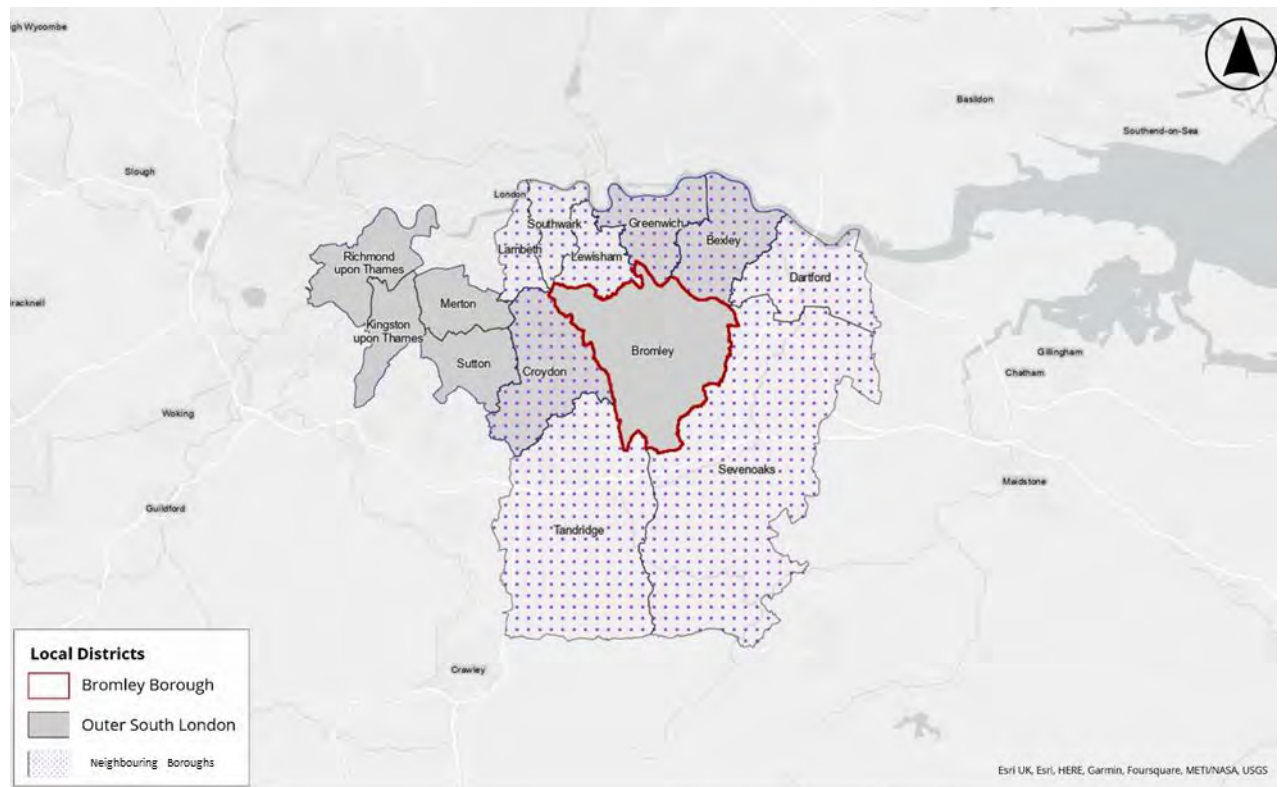 gh Wycombe
Basildon
Southend-on-Sea
Slough
London
Southwark
Greenwich
Lambeth
Lewisham
Bexley
Richmond
upon Thames
Dartford
racknell
Merton
Kingston
upon Thames
Bromley
Gillingham
Sutton
Croydon
Chatham
Woking
Sevenoaks
Maidstone
Guildford
Tandridge
Crawley
Local Districts
Bromley Borough
Outer South London
Neighbouring Boroughs
Esri UK, Esri, HERE, Garmin, Foursquare, METI/NASA, USGS